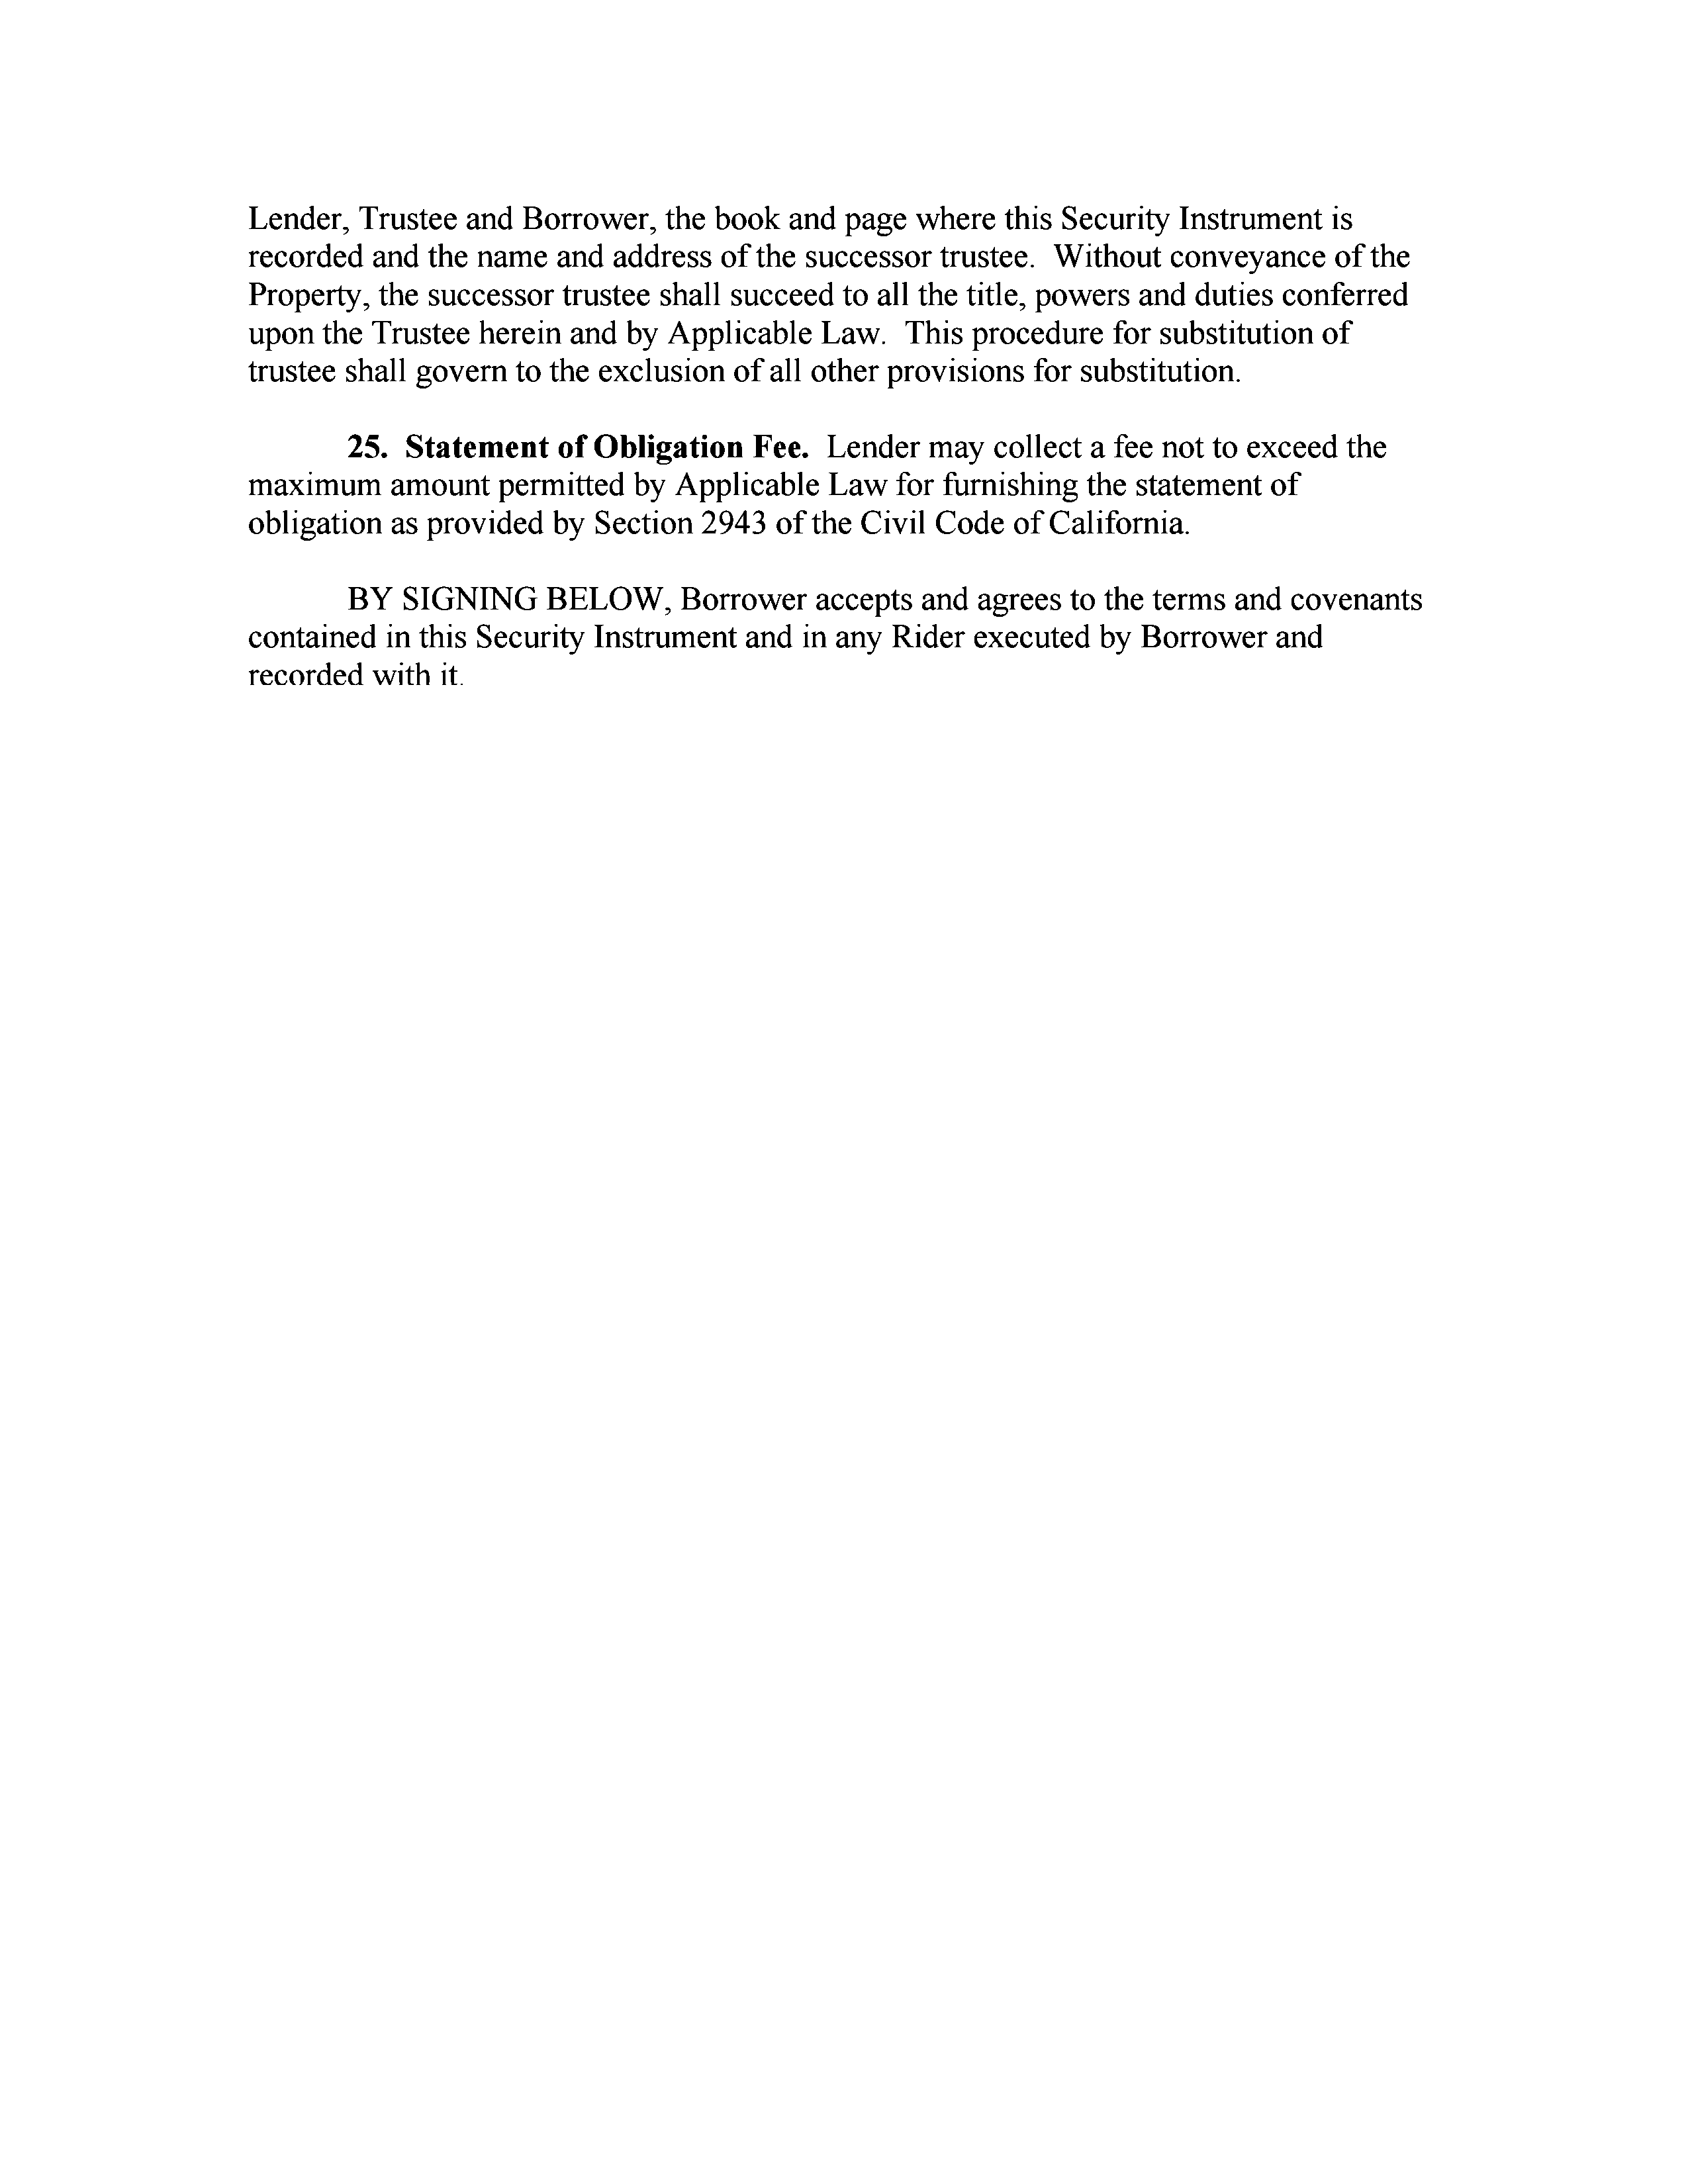 Lender, Trustee and Borrower, the book and page where this Security Instrument is
recorded and the name and address of the successor trustee.  Without conveyance of the
Property, the successor trustee shall succeed to all the title, powers and duties conferred
upon the Trustee herein and by Applicable Law.  This procedure for substitution of
trustee shall govern to the exclusion of all other provisions for substitution.
25.  Statement of Obligation Fee.  Lender may collect a fee not to exceed the
maximum amount permitted by Applicable Law for furnishing the statement of
obligation as provided by Section 2943 of the Civil Code of California.
BY SIGNING BELOW, Borrower accepts and agrees to the terms and covenants
contained in this Security Instrument and in any Rider executed by Borrower and
recorded with it.